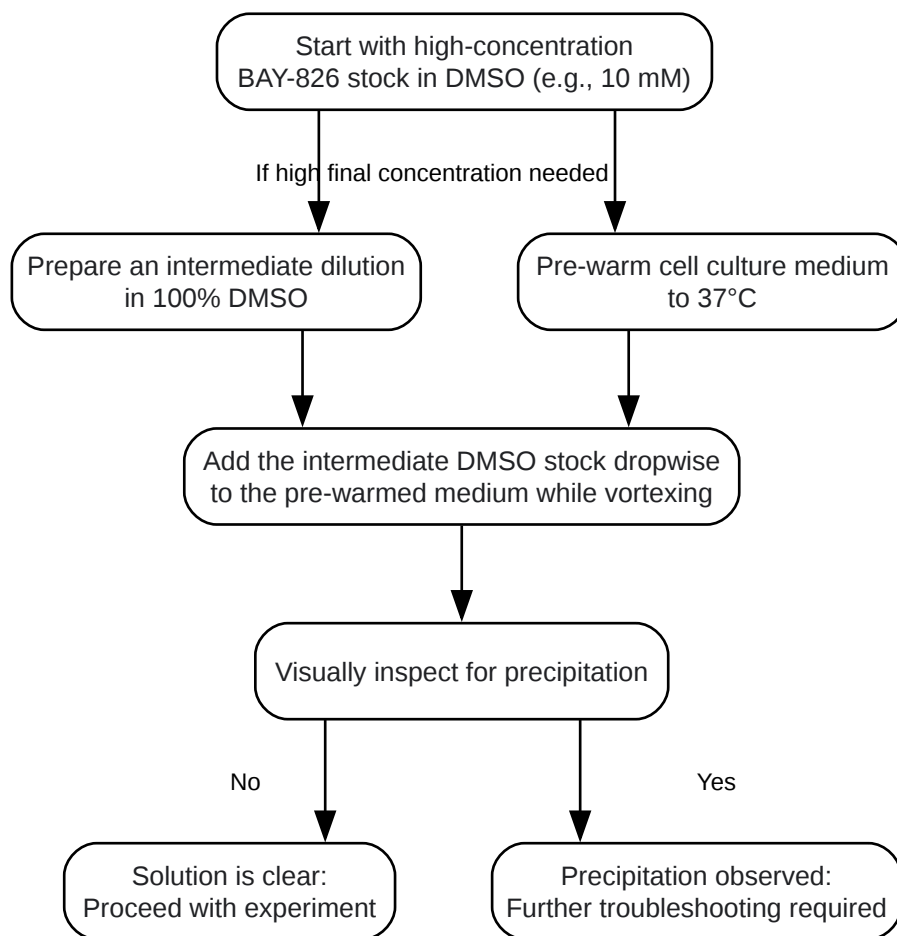 Start with high-concentration
BAY-826 stock in DMSO (e.g., 10 mM)
If high final concentration needed
Prepare an intermediate dilution
in 100% DMSO
Pre-warm cell culture medium
to 37°C
Add the intermediate DMSO stock dropwise
to the pre-warmed medium while vortexing
Visually inspect for precipitation
No
Yes
Solution is clear:
Proceed with experiment
Precipitation observed:
Further troubleshooting required